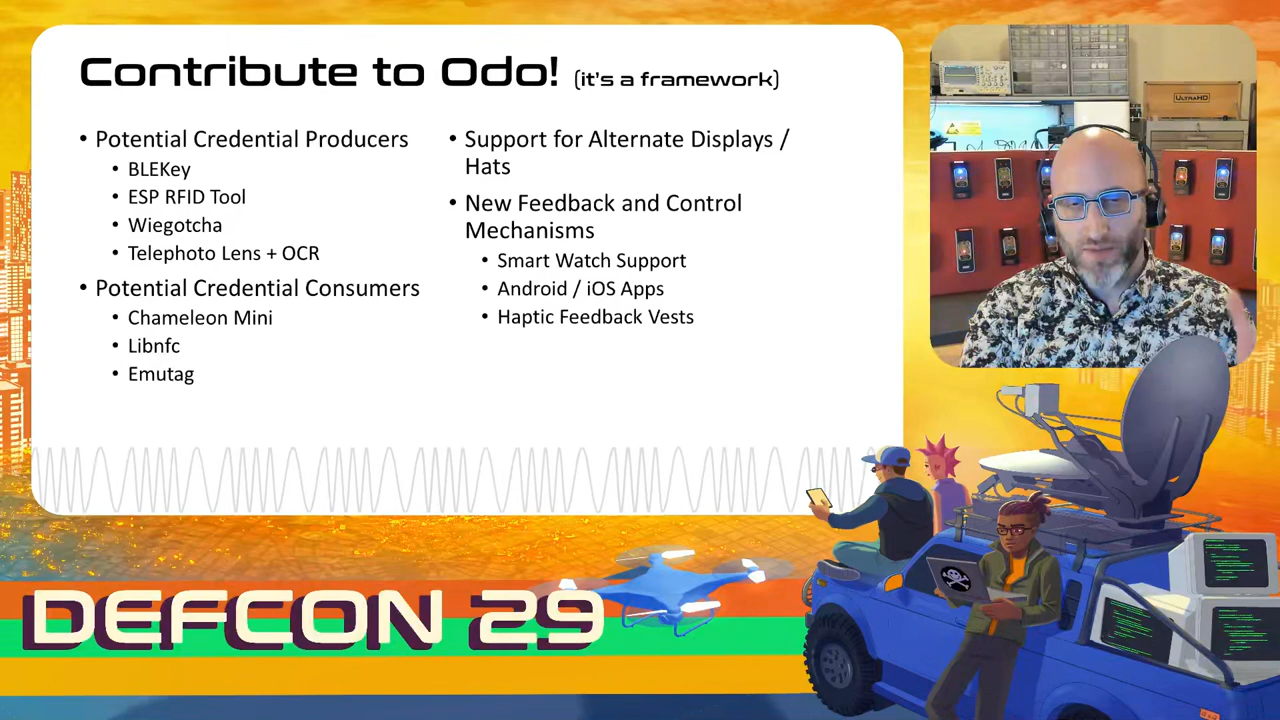 Contribute to Odo! (it's a framework)
• Potential Credential Producers
• BLEKey
• ESP RFID Tool
• Wiegotcha
• Telephoto Lens + OCR
• Potential Credential Consumers
• Chameleon Mini
• Libnfc
• Emutag
• Support for Alternate Displays /
Hats
• New Feedback and Control
Mechanisms
• Smart Watch Support
• Android / iOS Apps
• Haptic Feedback Vests
ULTRAHD
DEFCON 29